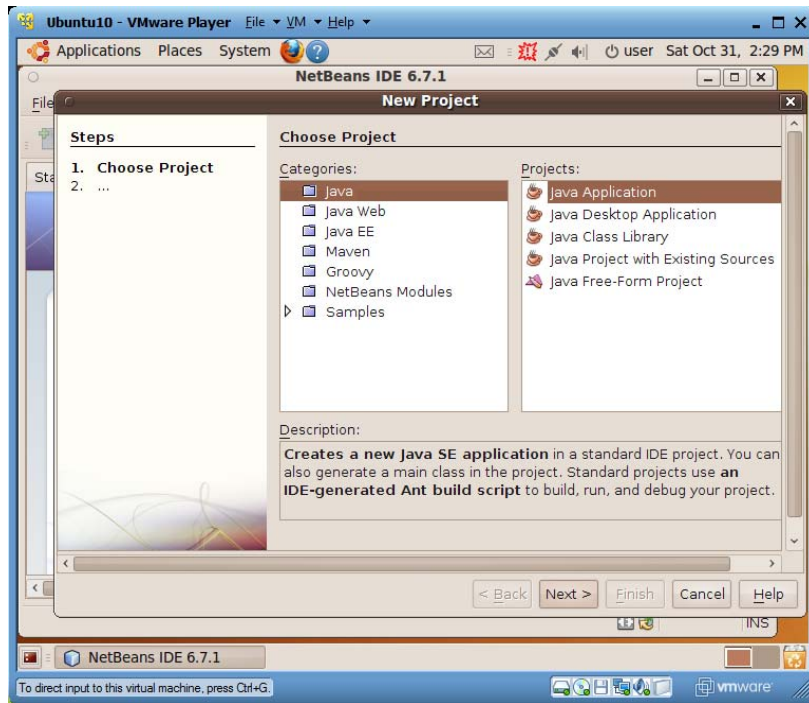 Ubuntu10 - VMware Player File VM Help
Applications Places System user Sat Oct 31, 2:29 PM
NetBeans IDE 6.7.1
File
New Project
Sta
Steps
1. Choose Project
2. ...
Choose Project
Categories:
Java
Java Web
Java EE
Maven
Groovy
NetBeans Modules
Samples
Projects:
Java Application
Java Desktop Application
Java Class Library
Java Project with Existing Sources
Java Free-Form Project
Description:
Creates a new Java SE application in a standard IDE project. You can
also generate a main class in the project. Standard projects use an
IDE-generated Ant build script to build, run, and debug your project.
< Back Next > Finish Cancel Help
INS
NetBeans IDE 6.7.1
To direct input to this virtual machine, press Ctrl+G.
vmware